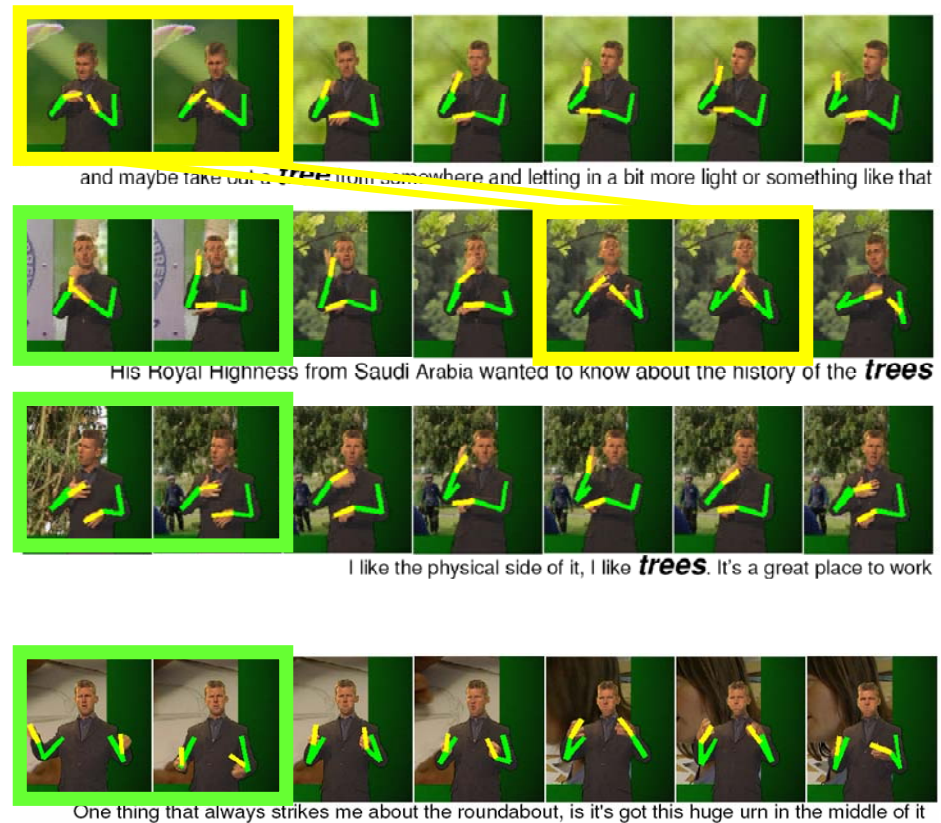 and maybe take out a tree from somewhere and letting in a bit more light or something like that
His Royal Highness from Saudi Arabia wanted to know about the history of the trees
I like the physical side of it, I like trees. It's a great place to work
One thing that always strikes me about the roundabout, is it's got this huge urn in the middle of it